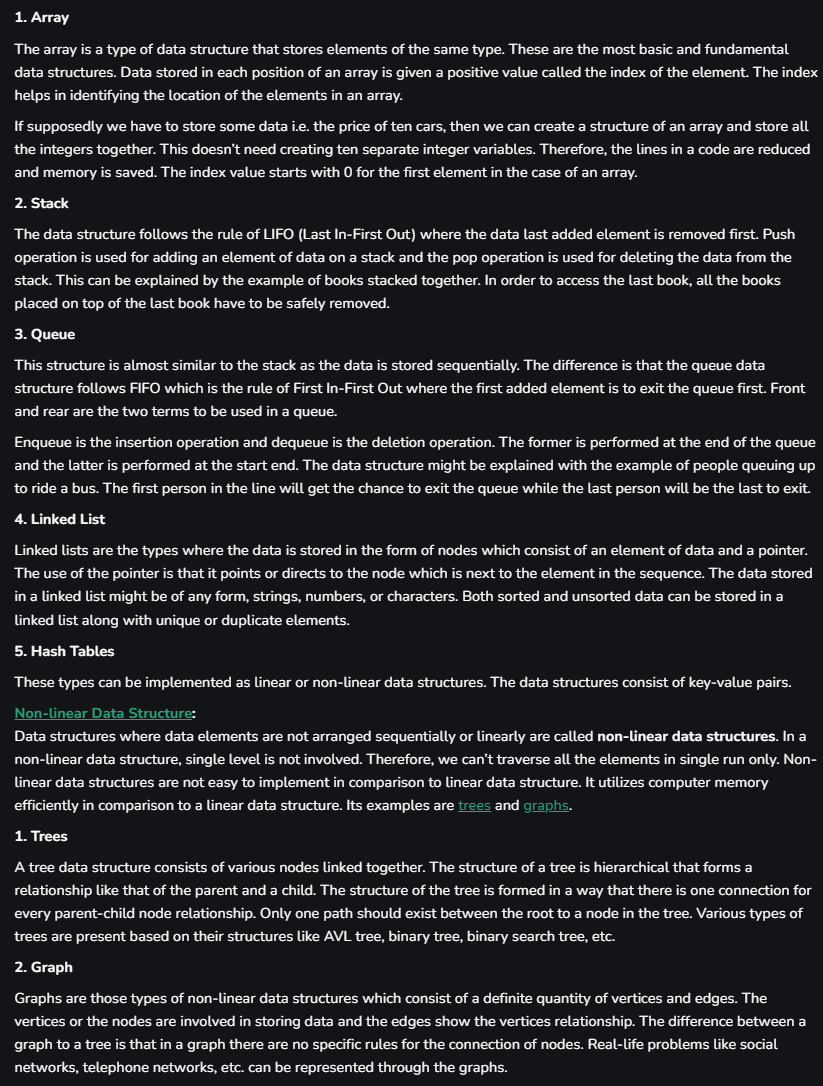 1. Array
The array is a type of data structure that stores elements of the same type. These are the most basic and fundamental
data structures. Data stored in each position of an array is given a positive value called the index of the element. The index
helps in identifying the location of the elements in an array.
If supposedly we have to store some data i.e. the price of ten cars, then we can create a structure of an array and store all
the integers together. This doesn't need creating ten separate integer variables. Therefore, the lines in a code are reduced
and memory is saved. The index value starts with 0 for the first element in the case of an array.
2. Stack
The data structure follows the rule of LIFO (Last In-First Out) where the data last added element is removed first. Push
operation is used for adding an element of data on a stack and the pop operation is used for deleting the data from the
stack. This can be explained by the example of books stacked together. In order to access the last book, all the books
placed on top of the last book have to be safely removed.
3. Queue
This structure is almost similar to the stack as the data is stored sequentially. The difference is that the queue data
structure follows FIFO which is the rule of First In-First Out where the first added element is to exit the queue first. Front
and rear are the two terms to be used in a queue.
Enqueue is the insertion operation and dequeue is the deletion operation. The former is performed at the end of the queue
and the latter is performed at the start end. The data structure might be explained with the example of people queuing up
to ride a bus. The first person in the line will get the chance to exit the queue while the last person will be the last to exit.
4. Linked List
Linked lists are the types where the data is stored in the form of nodes which consist of an element of data and a pointer.
The use of the pointer is that it points or directs to the node which is next to the element in the sequence. The data stored
in a linked list might be of any form, strings, numbers, or characters. Both sorted and unsorted data can be stored in a
linked list along with unique or duplicate elements.
5. Hash Tables
These types can be implemented as linear or non-linear data structures. The data structures consist of key-value pairs.
Non-linear Data Structure:
Data structures where data elements are not arranged sequentially or linearly are called non-linear data structures. In a
non-linear data structure, single level is not involved. Therefore, we can't traverse all the elements in single run only. Non-
linear data structures are not easy to implement in comparison to linear data structure. It utilizes computer memory
efficiently in comparison to a linear data structure. Its examples are trees and graphs.
1. Trees
A tree data structure consists of various nodes linked together. The structure of a tree is hierarchical that forms a
relationship like that of the parent and a child. The structure of the tree is formed in a way that there is one connection for
every parent-child node relationship. Only one path should exist between the root to a node in the tree. Various types of
trees are present based on their structures like AVL tree, binary tree, binary search tree, etc.
2. Graph
Graphs are those types of non-linear data structures which consist of a definite quantity of vertices and edges. The
vertices or the nodes are involved in storing data and the edges show the vertices relationship. The difference between a
graph to a tree is that in a graph there are no specific rules for the connection of nodes. Real-life problems like social
networks, telephone networks, etc. can be represented through the graphs.